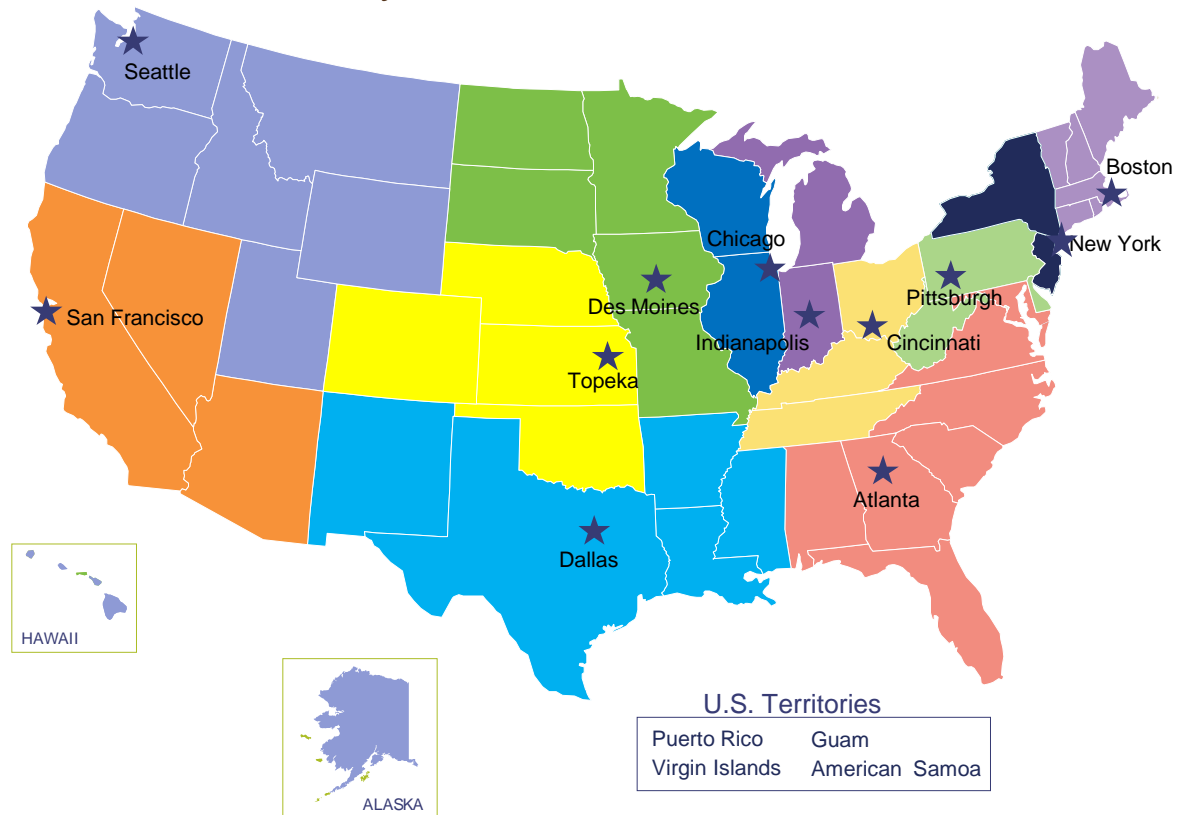 Seattle
Boston
Chicago
New York
Des Moines
Pittsburgh
San Francisco
Indianapolis
Cincinnati
Topeka
Atlanta
Dallas
HAWAII
ALASKA
U.S. Territories
Puerto Rico Guam
Virgin Islands American Samoa